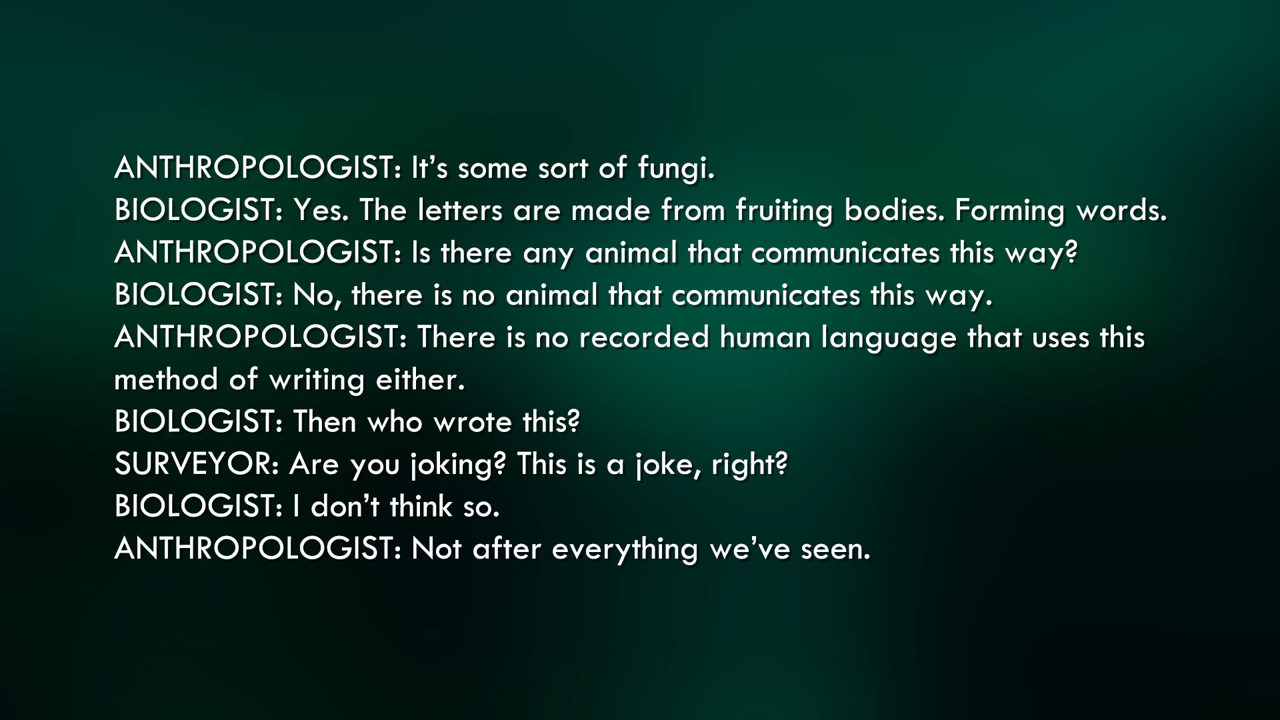 ANTHROPOLOGIST: It’s some sort of fungi.
BIOLOGIST: Yes. The letters are made from fruiting bodies. Forming words.
ANTHROPOLOGIST: Is there any animal that communicates this way?
BIOLOGIST: No, there is no animal that communicates this way.
ANTHROPOLOGIST: There is no recorded human language that uses this
method of writing either.
BIOLOGIST: Then who wrote this?
SURVEYOR: Are you joking? This is a joke, right?
BIOLOGIST: I don’t think so.
ANTHROPOLOGIST: Not after everything we’ve seen.